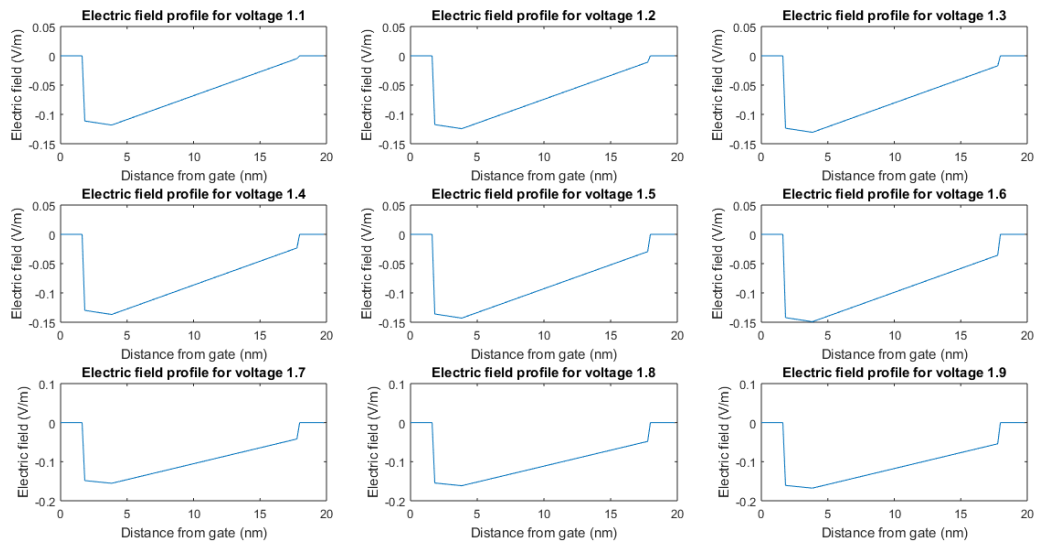 Electric field profile for voltage 1.1
Electric field (V/m)
0.05
0
-0.05
-0.1
-0.15
0 5 10 15 20
Distance from gate (nm)
Electric field profile for voltage 1.2
Electric field (V/m)
0.05
0
-0.05
-0.1
-0.15
0 5 10 15 20
Distance from gate (nm)
Electric field profile for voltage 1.3
Electric field (V/m)
0.05
0
-0.05
-0.1
-0.15
0 5 10 15 20
Distance from gate (nm)
Electric field profile for voltage 1.4
Electric field (V/m)
0.05
0
-0.05
-0.1
-0.15
0 5 10 15 20
Distance from gate (nm)
Electric field profile for voltage 1.5
Electric field (V/m)
0.05
0
-0.05
-0.1
-0.15
0 5 10 15 20
Distance from gate (nm)
Electric field profile for voltage 1.6
Electric field (V/m)
0.05
0
-0.05
-0.1
-0.15
0 5 10 15 20
Distance from gate (nm)
Electric field profile for voltage 1.7
Electric field (V/m)
0.1
0
-0.1
-0.2
0 5 10 15 20
Distance from gate (nm)
Electric field profile for voltage 1.8
Electric field (V/m)
0.1
0
-0.1
-0.2
0 5 10 15 20
Distance from gate (nm)
Electric field profile for voltage 1.9
Electric field (V/m)
0.1
0
-0.1
-0.2
0 5 10 15 20
Distance from gate (nm)